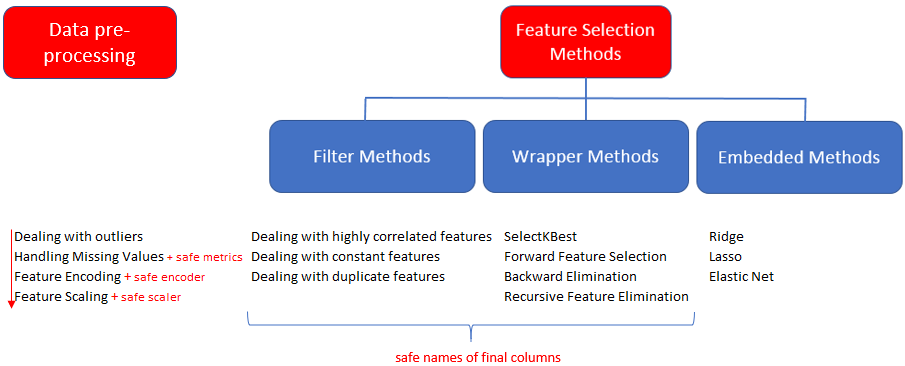 Data pre-
processing
Feature Selection
Methods
Filter Methods
Wrapper Methods
Embedded Methods
Dealing with outliers
Handling Missing Values + safe metrics
Feature Encoding + safe encoder
Feature Scaling + safe scaler
Dealing with highly correlated features
Dealing with constant features
Dealing with duplicate features
SelectKBest
Forward Feature Selection
Backward Elimination
Recursive Feature Elimination
Ridge
Lasso
Elastic Net
safe names of final columns